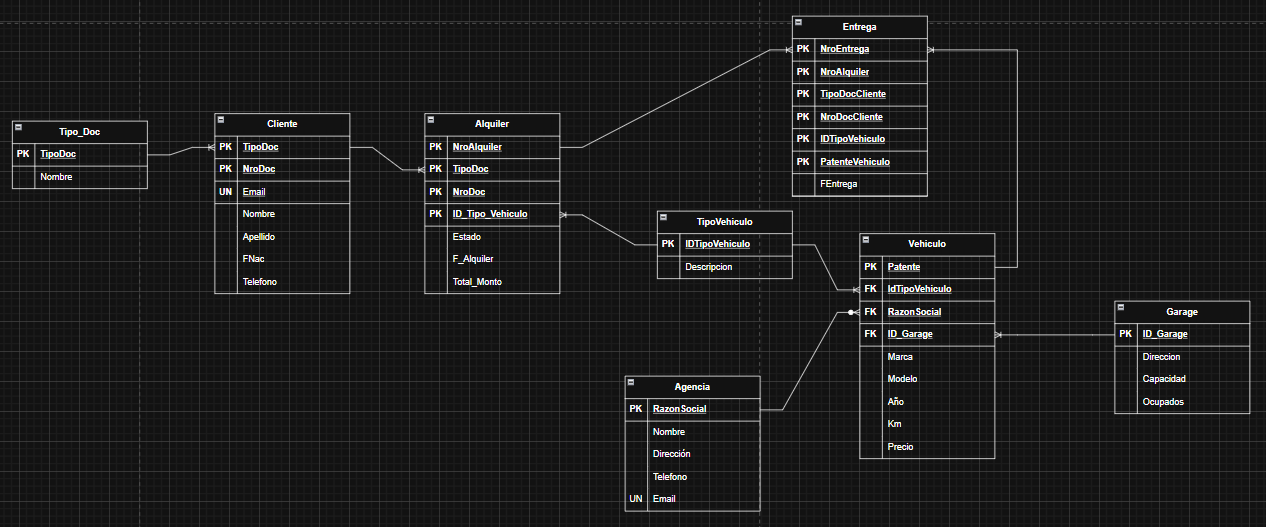 Tipo_Doc
PK TipoDoc
Nombre
Cliente
PK TipoDoc
PK NroDoc
UN Email
Nombre
Apellido
FNac
Telefono
Alquiler
PK NroAlquiler
PK TipoDoc
PK NroDoc
PK ID_Tipo_Vehiculo
Estado
F_Alquiler
Total_Monto
Entrega
PK NroEntrega
PK NroAlquiler
PK TipoDocCliente
PK NroDocCliente
PK IDTipoVehiculo
PK PatenteVehiculo
FEntrega
TipoVehiculo
PK IDTipoVehiculo
Descripcion
Vehiculo
PK Patente
FK IdTipoVehiculo
FK RazonSocial
FK ID_Garage
Marca
Modelo
Año
Km
Precio
Garage
PK ID_Garage
Direccion
Capacidad
Ocupados
Agencia
PK RazonSocial
Nombre
Dirección
Telefono
UN Email